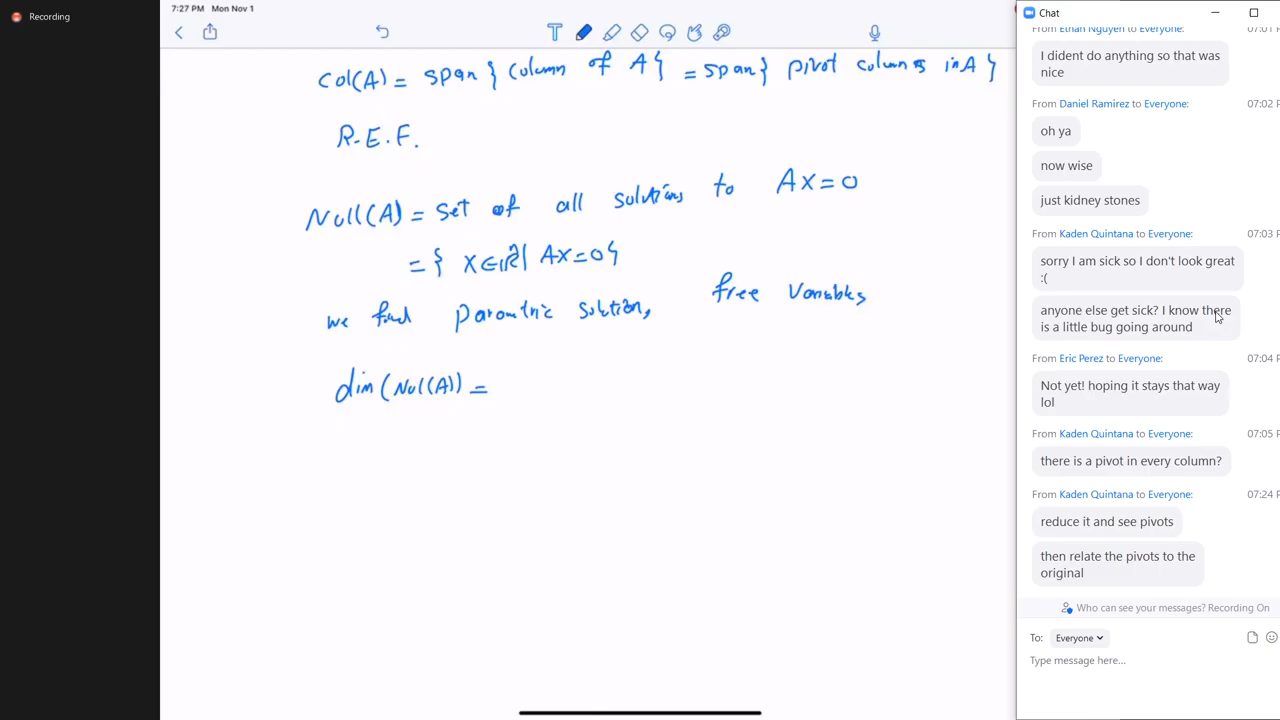 Recording
7:27 PM Mon Nov 1
Col(A) = span { column of A } = span } pivot columns in A }
R.E.F.
Null(A) = set of all solutions to Ax=0
= { x∈ℝ | Ax=0 }
we find parametric solution, free variables
dim(Null(A)) =
Chat
From Ethan Nguyen to Everyone: 07:01 P
I dident do anything so that was
nice
From Daniel Ramirez to Everyone: 07:02 P
oh ya
now wise
just kidney stones
From Kaden Quintana to Everyone: 07:03 P
sorry I am sick so I don't look great
:(
anyone else get sick? I know there
is a little bug going around
From Eric Perez to Everyone: 07:04 P
Not yet! hoping it stays that way
lol
From Kaden Quintana to Everyone: 07:05 P
there is a pivot in every column?
From Kaden Quintana to Everyone: 07:24 P
reduce it and see pivots
then relate the pivots to the
original
Who can see your messages? Recording On
To: Everyone
Type message here...